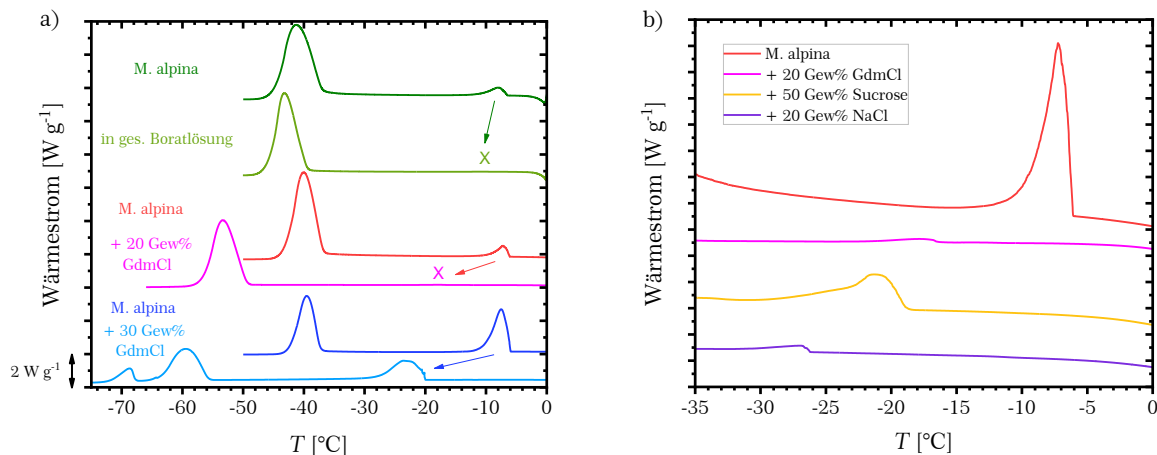 a)
Wärmestrom [W g⁻¹]
M. alpina
X
in ges. Boratlösung
M. alpina
+ 20 Gew%
GdmCl
X
M. alpina
+ 30 Gew%
GdmCl
2 W g⁻¹
-70 -60 -50 -40 -30 -20 -10 0
T [°C]
b)
Wärmestrom [W g⁻¹]
M. alpina
+ 20 Gew% GdmCl
+ 50 Gew% Sucrose
+ 20 Gew% NaCl
-35 -30 -25 -20 -15 -10 -5 0
T [°C]